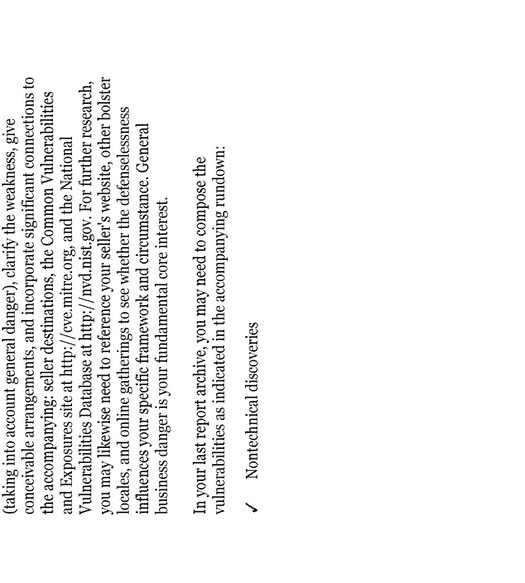 (taking into account general danger), clarify the weakness, give
conceivable arrangements, and incorporate significant connections to
the accompanying: seller destinations, the Common Vulnerabilities
and Exposures site at http://cve.mitre.org, and the National
Vulnerabilities Database at http://nvd.nist.gov. For further research,
you may likewise need to reference your seller's website, other bolster
locales, and online gatherings to see whether the defenselessness
influences your specific framework and circumstance. General
business danger is your fundamental core interest.
In your last report archive, you may need to compose the
vulnerabilities as indicated in the accompanying rundown:
✓ Nontechnical discoveries